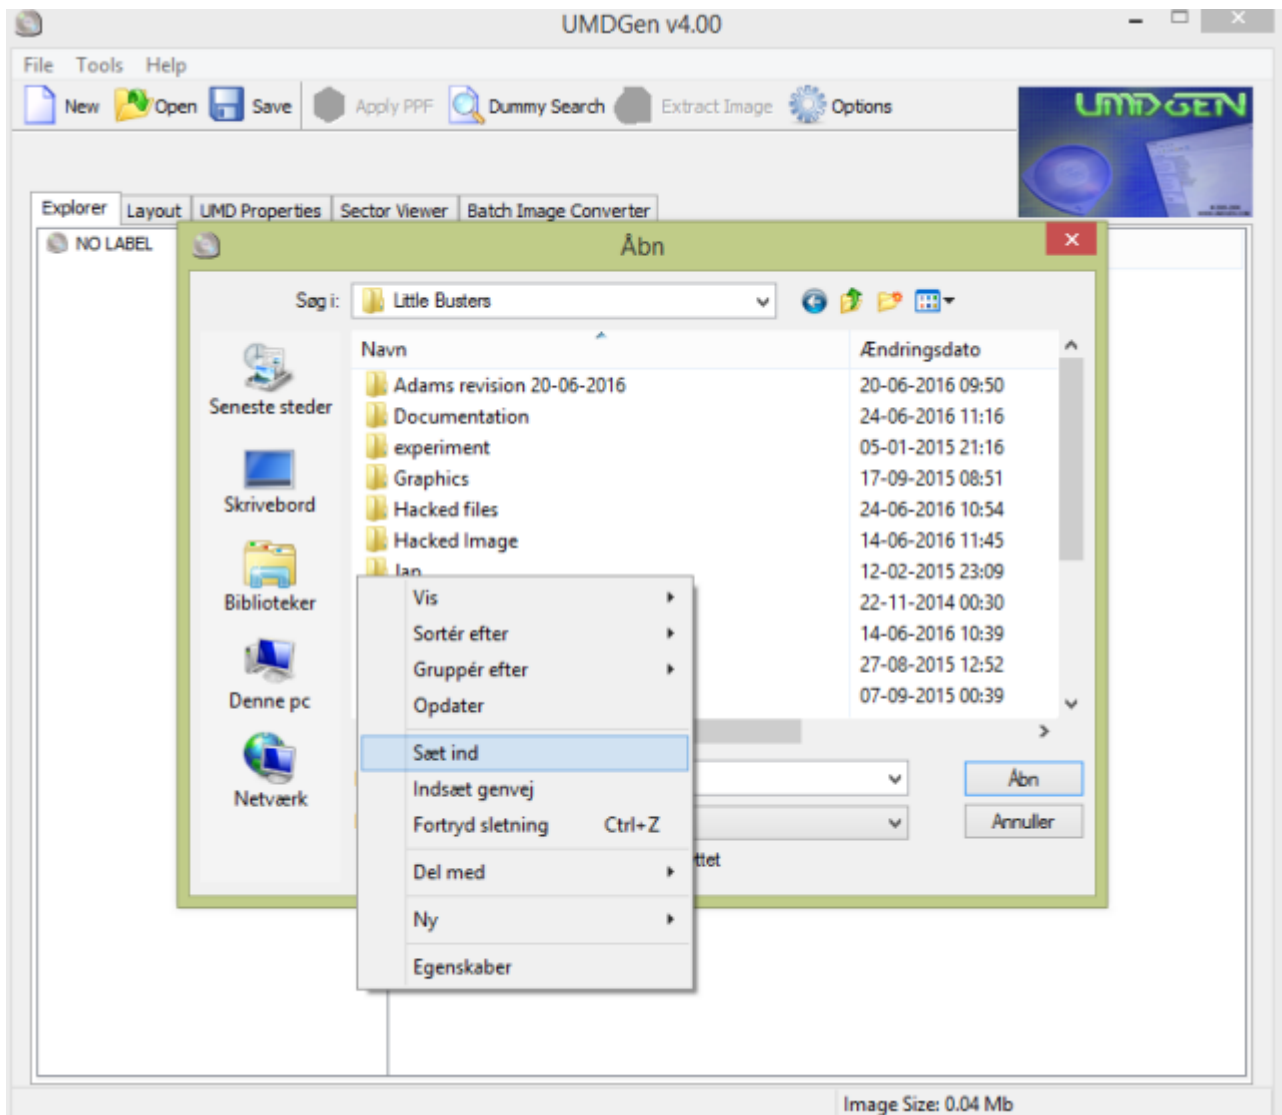 UMDGen v4.00
File Tools Help
New Open Save Apply PPF Dummy Search Extract Image Options
UMDGEN
Explorer Layout UMD Properties Sector Viewer Batch Image Converter
NO LABEL
Åbn
Søg i: Little Busters
Navn Ændringsdato
Adams revision 20-06-2016 20-06-2016 09:50
Documentation 24-06-2016 11:16
experiment 05-01-2015 21:16
Graphics 17-09-2015 08:51
Hacked files 24-06-2016 10:54
Hacked Image 14-06-2016 11:45
Jap 12-02-2015 23:09
22-11-2014 00:30
14-06-2016 10:39
27-08-2015 12:52
07-09-2015 00:39
Seneste steder
Skrivebord
Biblioteker
Denne pc
Netværk
Vis
Sortér efter
Gruppér efter
Opdater
Sæt ind
Indsæt genvej
Fortryd sletning Ctrl+Z
Del med
Ny
Egenskaber
Åbn
Annuller
ttet
Image Size: 0.04 Mb